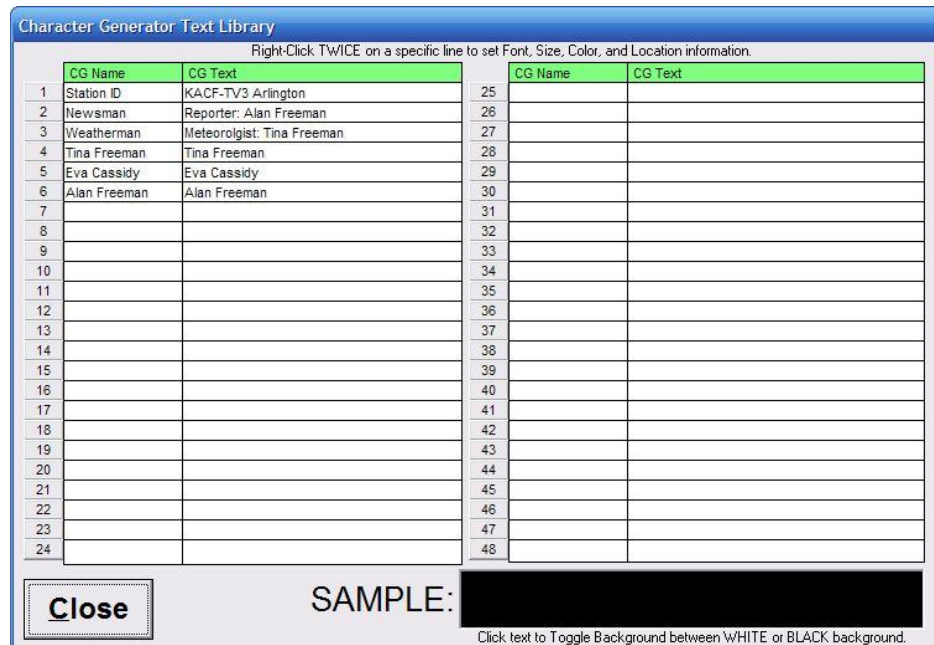 Character Generator Text Library
Right-Click TWICE on a specific line to set Font, Size, Color, and Location information.
CG Name CG Text CG Name CG Text
1 Station ID KACF-TV3 Arlington 25
2 Newsman Reporter: Alan Freeman 26
3 Weatherman Meteorolgist: Tina Freeman 27
4 Tina Freeman Tina Freeman 28
5 Eva Cassidy Eva Cassidy 29
6 Alan Freeman Alan Freeman 30
7 31
8 32
9 33
10 34
11 35
12 36
13 37
14 38
15 39
16 40
17 41
18 42
19 43
20 44
21 45
22 46
23 47
24 48
Close SAMPLE:
Click text to Toggle Background between WHITE or BLACK background.